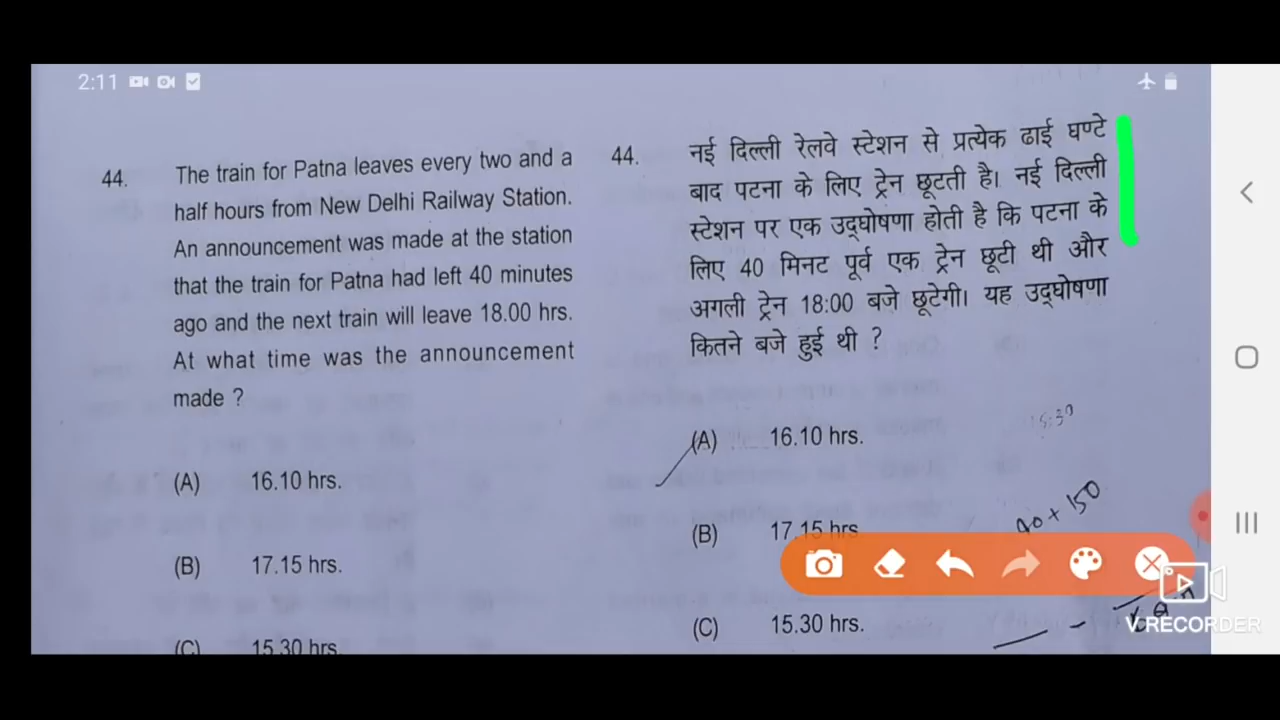 2:11
44.
The train for Patna leaves every two and a
half hours from New Delhi Railway Station.
An announcement was made at the station
that the train for Patna had left 40 minutes
ago and the next train will leave 18.00 hrs.
At what time was the announcement
made ?
(A) 16.10 hrs.
(B) 17.15 hrs.
(C) 15.30 hrs.
44.
नई दिल्ली रेलवे स्टेशन से प्रत्येक ढाई घण्टे
बाद पटना के लिए ट्रेन छूटती है। नई दिल्ली
स्टेशन पर एक उद्घोषणा होती है कि पटना के
लिए 40 मिनट पूर्व एक ट्रेन छूटी थी और
अगली ट्रेन 18:00 बजे छूटेगी। यह उद्घोषणा
कितने बजे हुई थी ?
(A) 16.10 hrs.
15:30
40 + 150
(B) 17.15 hrs.
(C) 15.30 hrs.
VRECORDER